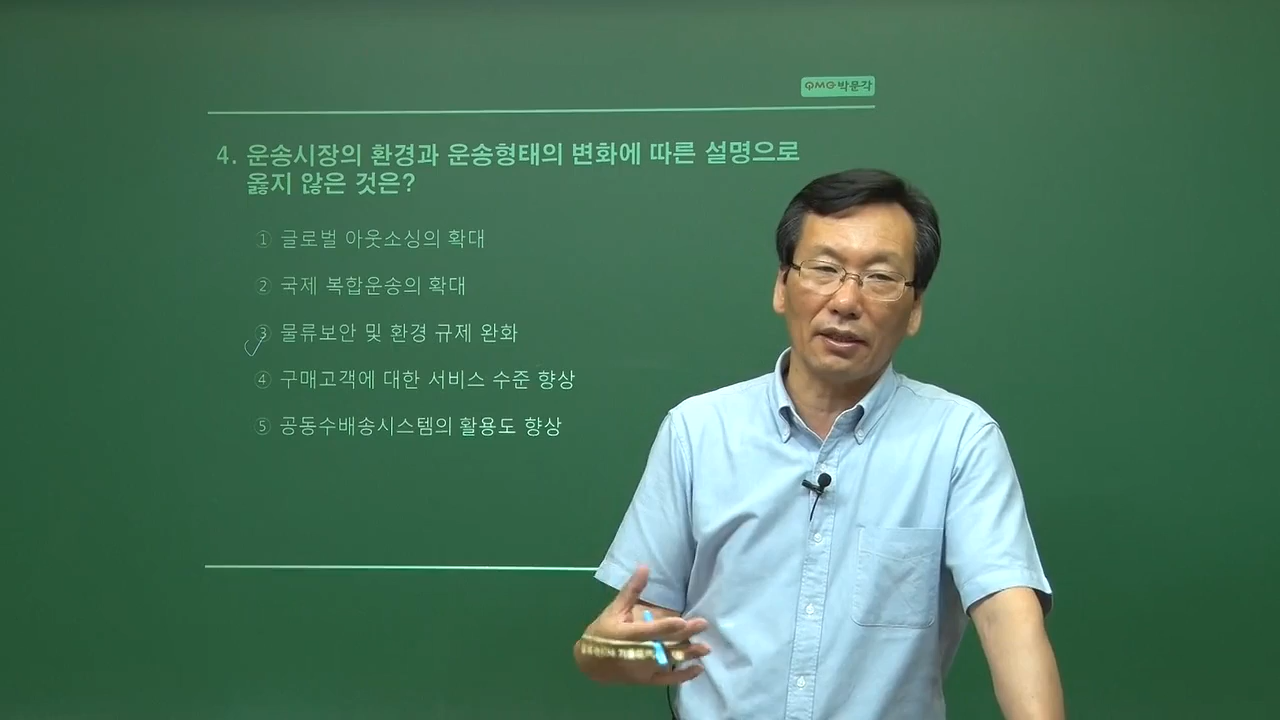 QMG박문각
4. 운송시장의 환경과 운송형태의 변화에 따른 설명으로
옳지 않은 것은?
① 글로벌 아웃소싱의 확대
② 국제 복합운송의 확대
③ 물류보안 및 환경 규제 완화
④ 구매고객에 대한 서비스 수준 향상
⑤ 공동수배송시스템의 활용도 향상